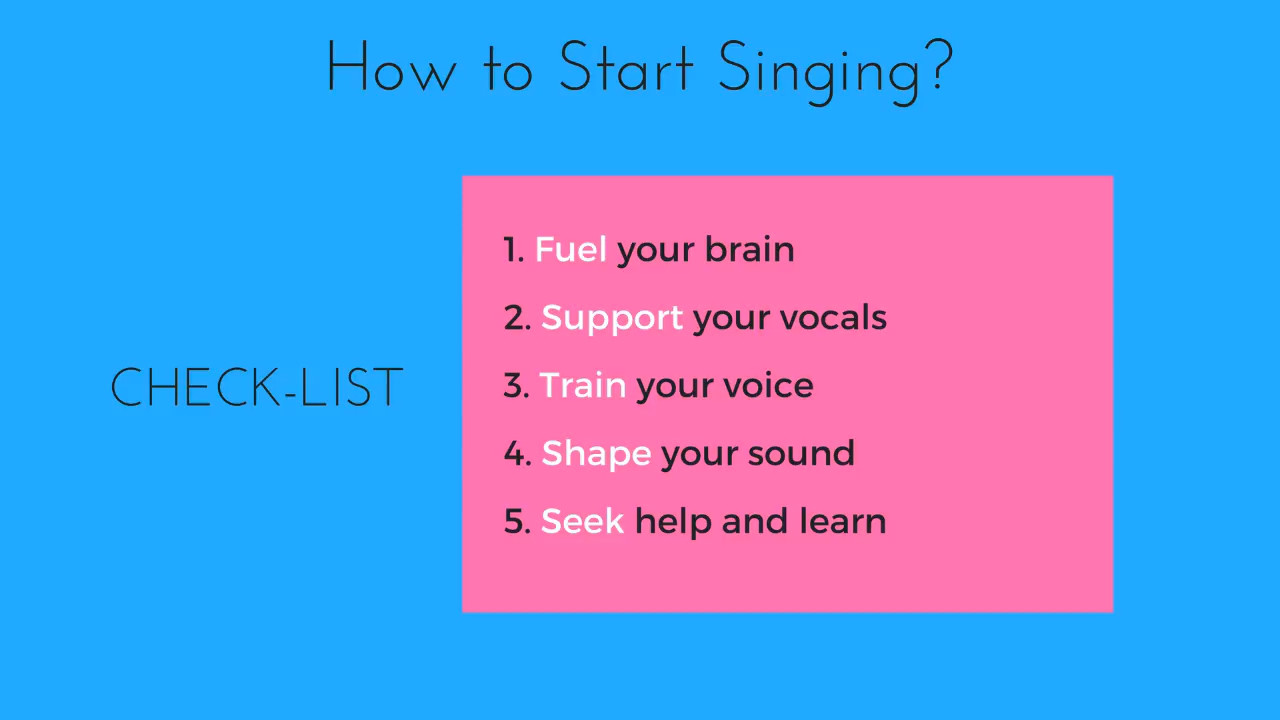 How to Start Singing?
CHECK-LIST
1. Fuel your brain
2. Support your vocals
3. Train your voice
4. Shape your sound
5. Seek help and learn